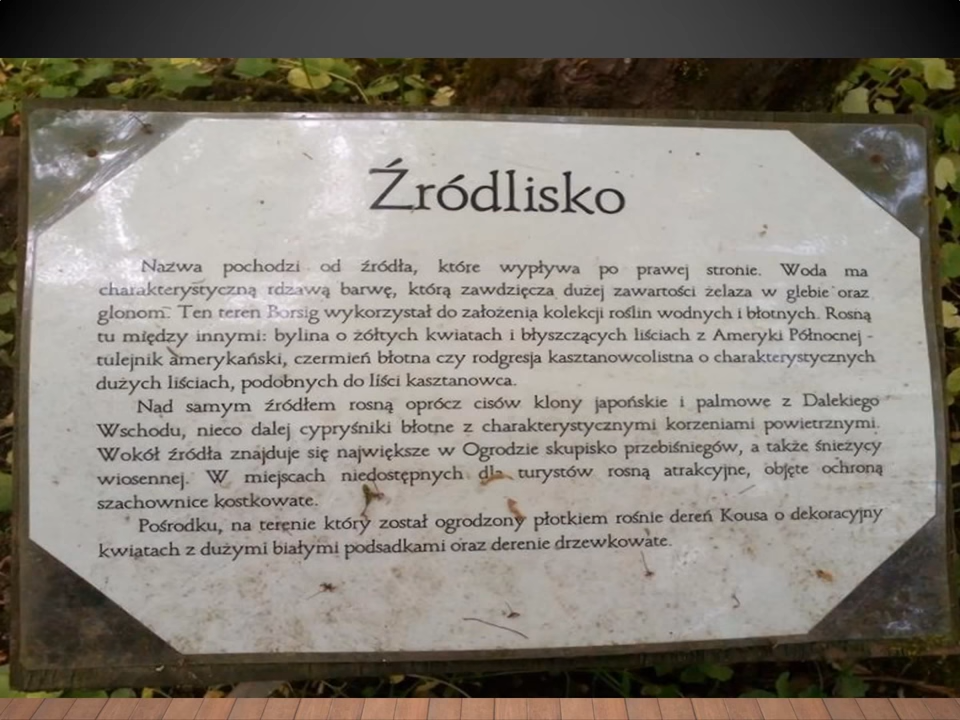 Źródlisko
Nazwa pochodzi od źródła, które wypływa po prawej stronie. Woda ma
charakterystyczną rdzawą barwę, którą zawdzięcza dużej zawartości żelaza w glebie oraz
glonom. Ten teren Borsig wykorzystał do założenia kolekcji roślin wodnych i błotnych. Rosną
tu między innymi: bylina o żółtych kwiatach i błyszczących liściach z Ameryki Północnej -
tulejnik amerykański, czermień błotna czy rodgresja kasztanowcolistna o charakterystycznych
dużych liściach, podobnych do liści kasztanowca.
Nad samym źródłem rosną oprócz cisów klony japońskie i palmowe z Dalekiego
Wschodu, nieco dalej cypryśniki błotne z charakterystycznymi korzeniami powietrznymi.
Wokół źródła znajduje się największe w Ogrodzie skupisko przebiśniegów, a także śnieżycy
wiosennej. W miejscach niedostępnych dla turystów rosną atrakcyjne, objęte ochroną
szachownice kostkowate.
Pośrodku, na terenie który został ogrodzony płotkiem rośnie dereń Kousa o dekoracyjny
kwiatach z dużymi białymi podsadkami oraz derenie drzewkowate.